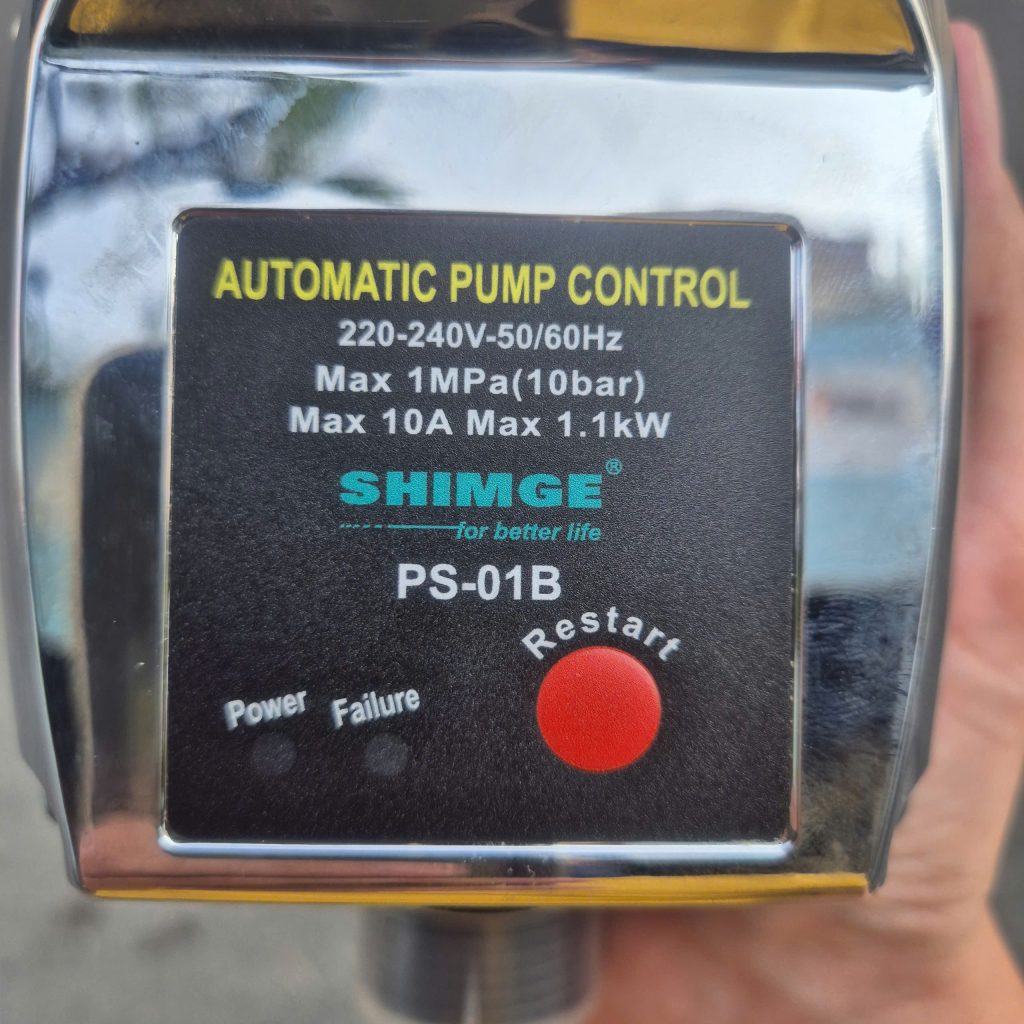 AUTOMATIC PUMP CONTROL
220-240V-50/60Hz
Max 1MPa(10bar)
Max 10A Max 1.1kW
SHIMGE®
for better life
PS-01B
Restart
Power Failure